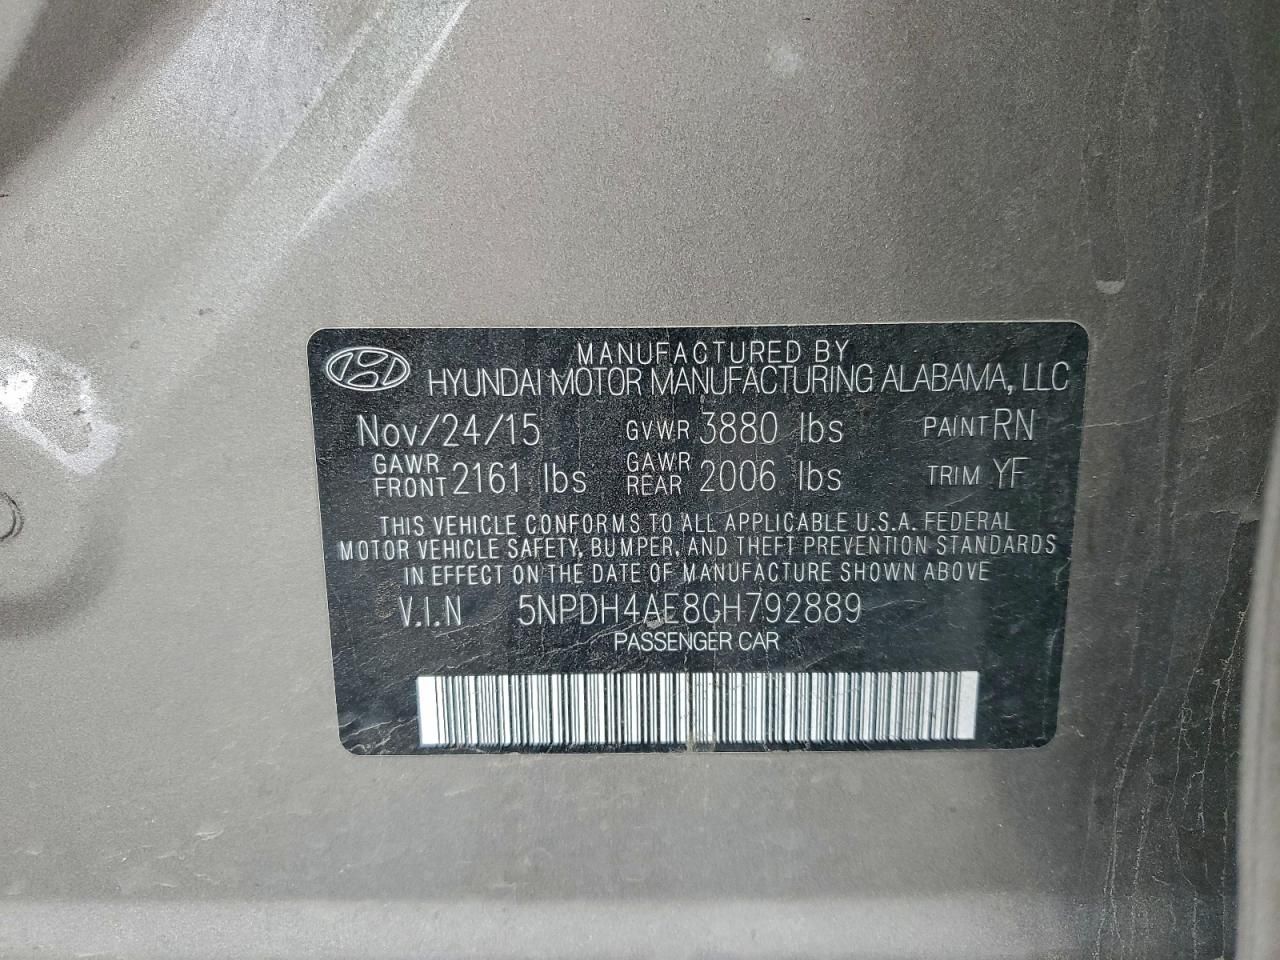 MANUFACTURED BY
HYUNDAI MOTOR MANUFACTURING ALABAMA, LLC
Nov/24/15 GVWR 3880 lbs PAINT RN
GAWR FRONT 2161 lbs GAWR REAR 2006 lbs TRIM YF
THIS VEHICLE CONFORMS TO ALL APPLICABLE U.S.A. FEDERAL
MOTOR VEHICLE SAFETY, BUMPER, AND THEFT PREVENTION STANDARDS
IN EFFECT ON THE DATE OF MANUFACTURE SHOWN ABOVE
V.I.N 5NPDH4AE8GH792889
PASSENGER CAR